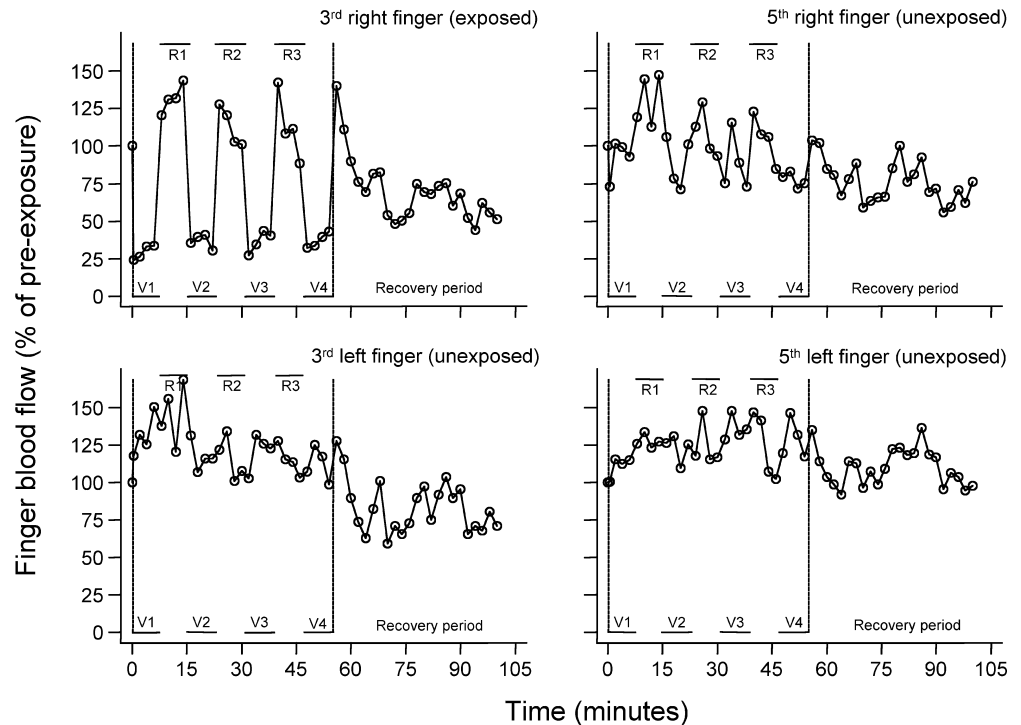 3rd right finger (exposed)
R1 R2 R3
150
125
100
75
50
25
0
V1 V2 V3 V4 Recovery period
5th right finger (unexposed)
R1 R2 R3
V1 V2 V3 V4 Recovery period
3rd left finger (unexposed)
R1 R2 R3
150
125
100
75
50
25
0
V1 V2 V3 V4 Recovery period
0 15 30 45 60 75 90 105
5th left finger (unexposed)
R1 R2 R3
V1 V2 V3 V4 Recovery period
0 15 30 45 60 75 90 105
Finger blood flow (% of pre-exposure)
Time (minutes)